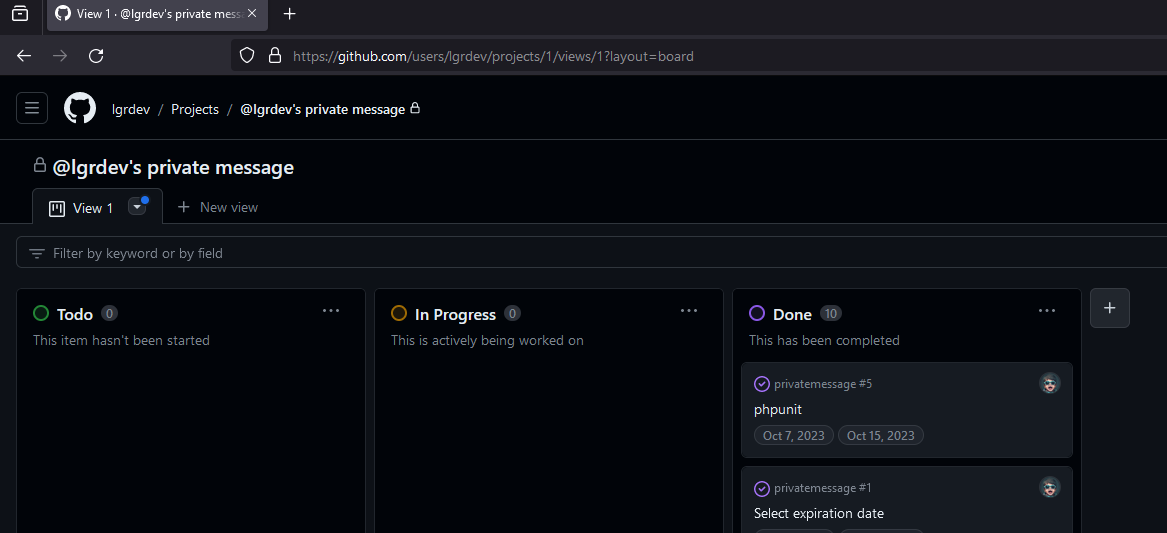 View 1 · @lgrdev's private mess
https://github.com/users/lgrdev/projects/1/views/1?layout=board
lgrdev / Projects / @lgrdev's private message
@lgrdev's private message
View 1
New view
Filter by keyword or by field
Todo 0
This item hasn't been started
In Progress 0
This is actively being worked on
Done 10
This has been completed
privatemessage #5
phpunit
Oct 7, 2023 Oct 15, 2023
privatemessage #1
Select expiration date